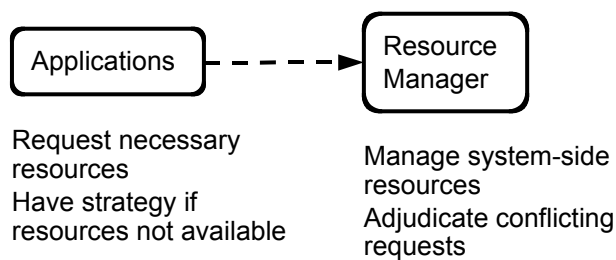 Applications
Resource
Manager
Request necessary
resources
Have strategy if
resources not available
Manage system-side
resources
Adjudicate conflicting
requests